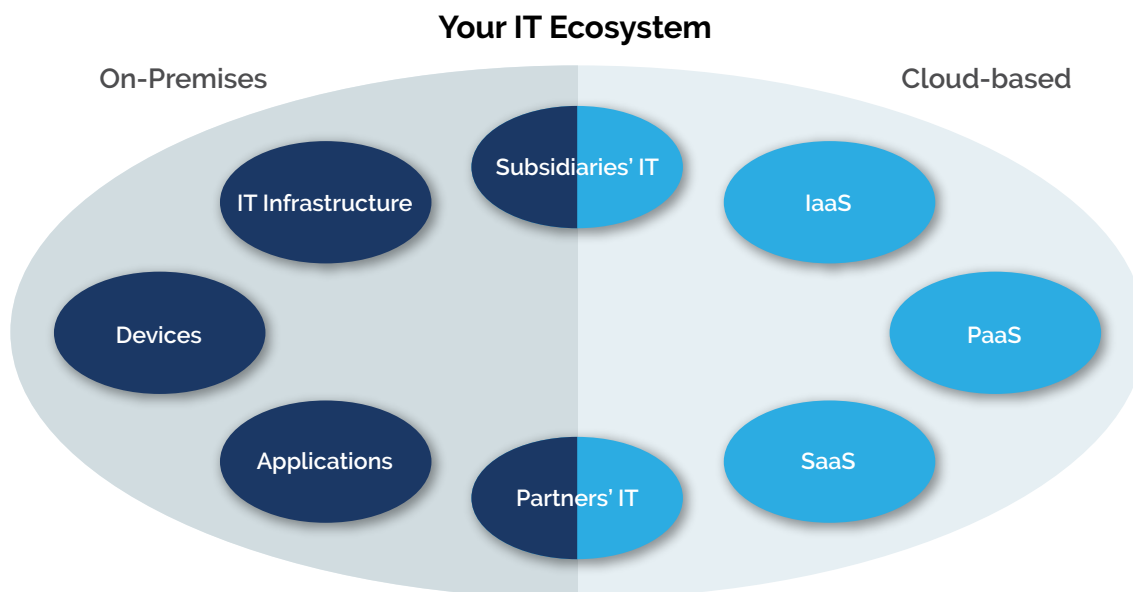 Your IT Ecosystem
On-Premises
Cloud-based
Subsidiaries’ IT
IT Infrastructure
IaaS
Devices
PaaS
Applications
SaaS
Partners’ IT